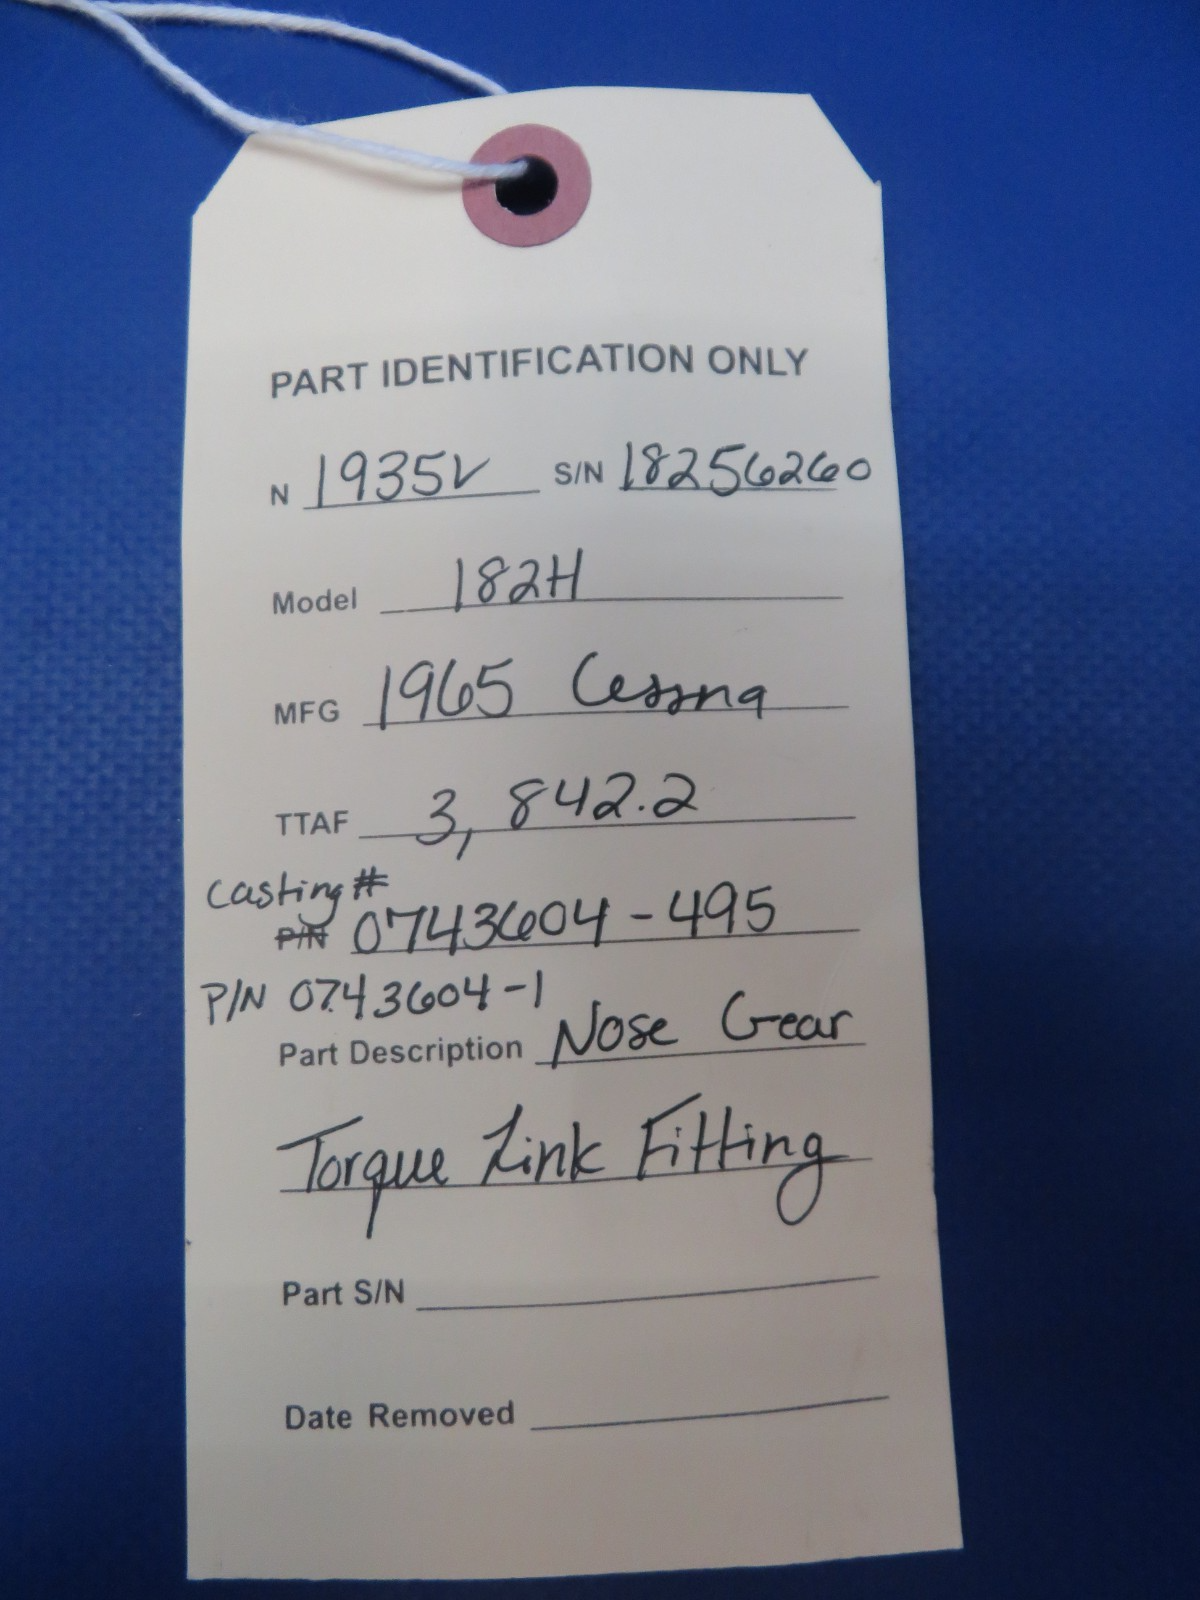 PART IDENTIFICATION ONLY
N 1935V S/N 18256260
Model 182H
MFG 1965 Cessna
TTAF 3,842.2
Casting #
P/N 0743604-495
P/N 0743604-1
Part Description Nose Gear
Torque Link Fitting
Part S/N
Date Removed